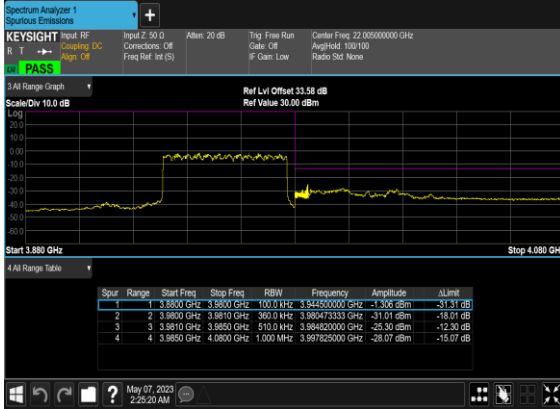 Spectrum Analyzer 1
Spurious Emissions
+
KEYSIGHT Input: RF Input Z: 50 Ω Atten: 20 dB Trig: Free Run Center Freq: 22.005000000 GHz
R T Coupling: DC Corrections: Off Gate: Off Avg|Hold: 100/100
Align: Off Freq Ref: Int (S) IF Gain: Low Radio Std: None
PASS
3 All Range Graph
Ref Lvl Offset 33.58 dB
Scale/Div 10.0 dB Ref Value 30.00 dBm
Log
20.0
10.0
0.00
-10.0
-20.0
-30.0
-40.0
-50.0
-60.0
Start 3.880 GHz Stop 4.080 GH
4 All Range Table
Spur Range Start Freq Stop Freq RBW Frequency Amplitude ΔLimit
1 1 3.8800 GHz 3.9800 GHz 100.0 kHz 3.944500000 GHz -1.306 dBm -31.31 dB
2 2 3.9800 GHz 3.9810 GHz 360.0 kHz 3.980473333 GHz -31.01 dBm -18.01 dB
3 3 3.9810 GHz 3.9850 GHz 510.0 kHz 3.984820000 GHz -25.30 dBm -12.30 dB
4 4 3.9850 GHz 4.0800 GHz 1.000 MHz 3.997825000 GHz -28.07 dBm -15.07 dB
? May 07, 2023
2:25:20 AM